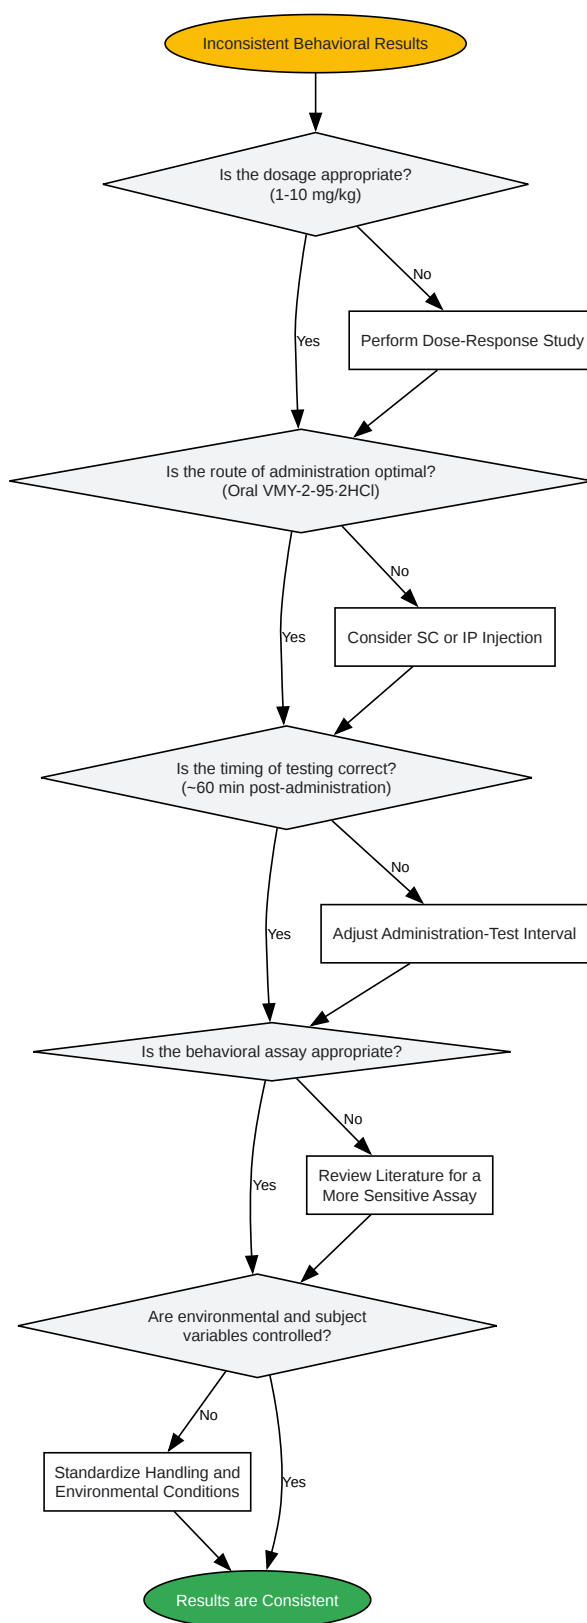 Inconsistent Behavioral Results
Is the dosage appropriate?
(1-10 mg/kg)
No
Yes
Perform Dose-Response Study
Is the route of administration optimal?
(Oral VMY-2-95·2HCl)
No
Yes
Consider SC or IP Injection
Is the timing of testing correct?
(~60 min post-administration)
No
Yes
Adjust Administration-Test Interval
Is the behavioral assay appropriate?
No
Yes
Review Literature for a
More Sensitive Assay
Are environmental and subject
variables controlled?
No
Yes
Standardize Handling and
Environmental Conditions
Results are Consistent